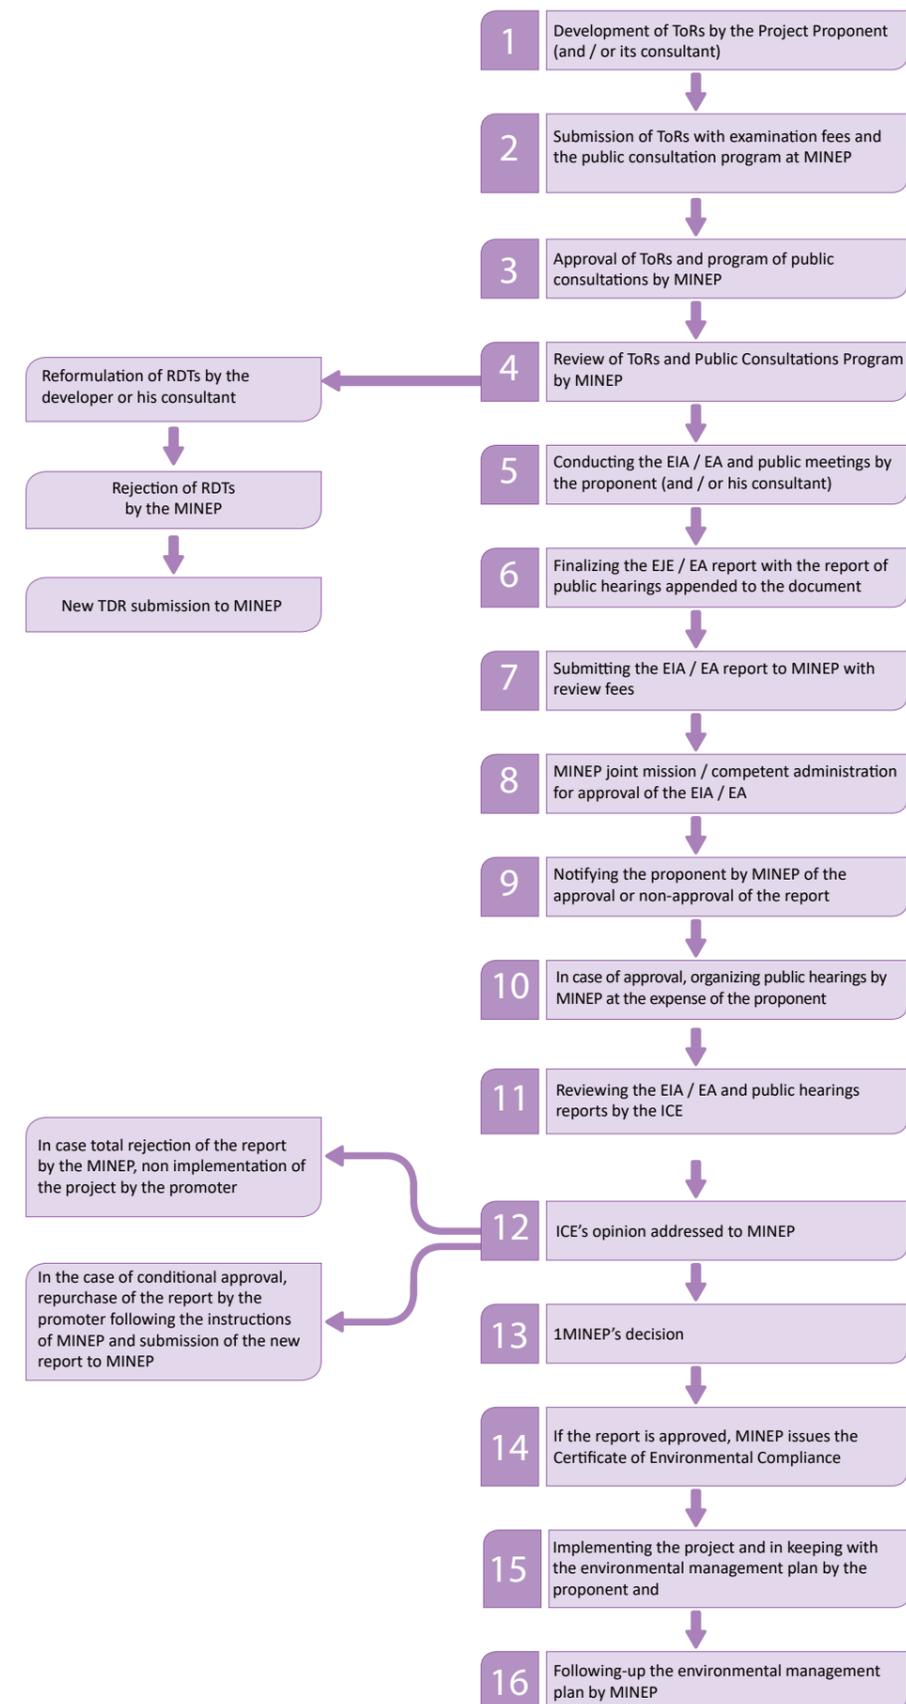 1
Development of ToRs by the Project Proponent
(and / or its consultant)
2
Submission of ToRs with examination fees and
the public consultation program at MINEP
3
Approval of ToRs and program of public
consultations by MINEP
4
Review of ToRs and Public Consultations Program
by MINEP
Reformulation of RDTs by the
developer or his consultant
Rejection of RDTs
by the MINEP
New TDR submission to MINEP
5
Conducting the EIA / EA and public meetings by
the proponent (and / or his consultant)
6
Finalizing the EJE / EA report with the report of
public hearings appended to the document
7
Submitting the EIA / EA report to MINEP with
review fees
8
MINEP joint mission / competent administration
for approval of the EIA / EA
9
Notifying the proponent by MINEP of the
approval or non-approval of the report
10
In case of approval, organizing public hearings by
MINEP at the expense of the proponent
11
Reviewing the EIA / EA and public hearings
reports by the ICE
12
ICE's opinion addressed to MINEP
In case total rejection of the report
by the MINEP, non implementation of
the project by the promoter
In the case of conditional approval,
repurchase of the report by the
promoter following the instructions
of MINEP and submission of the new
report to MINEP
13
1MINEP's decision
14
If the report is approved, MINEP issues the
Certificate of Environmental Compliance
15
Implementing the project and in keeping with
the environmental management plan by the
proponent and
16
Following-up the environmental management
plan by MINEP